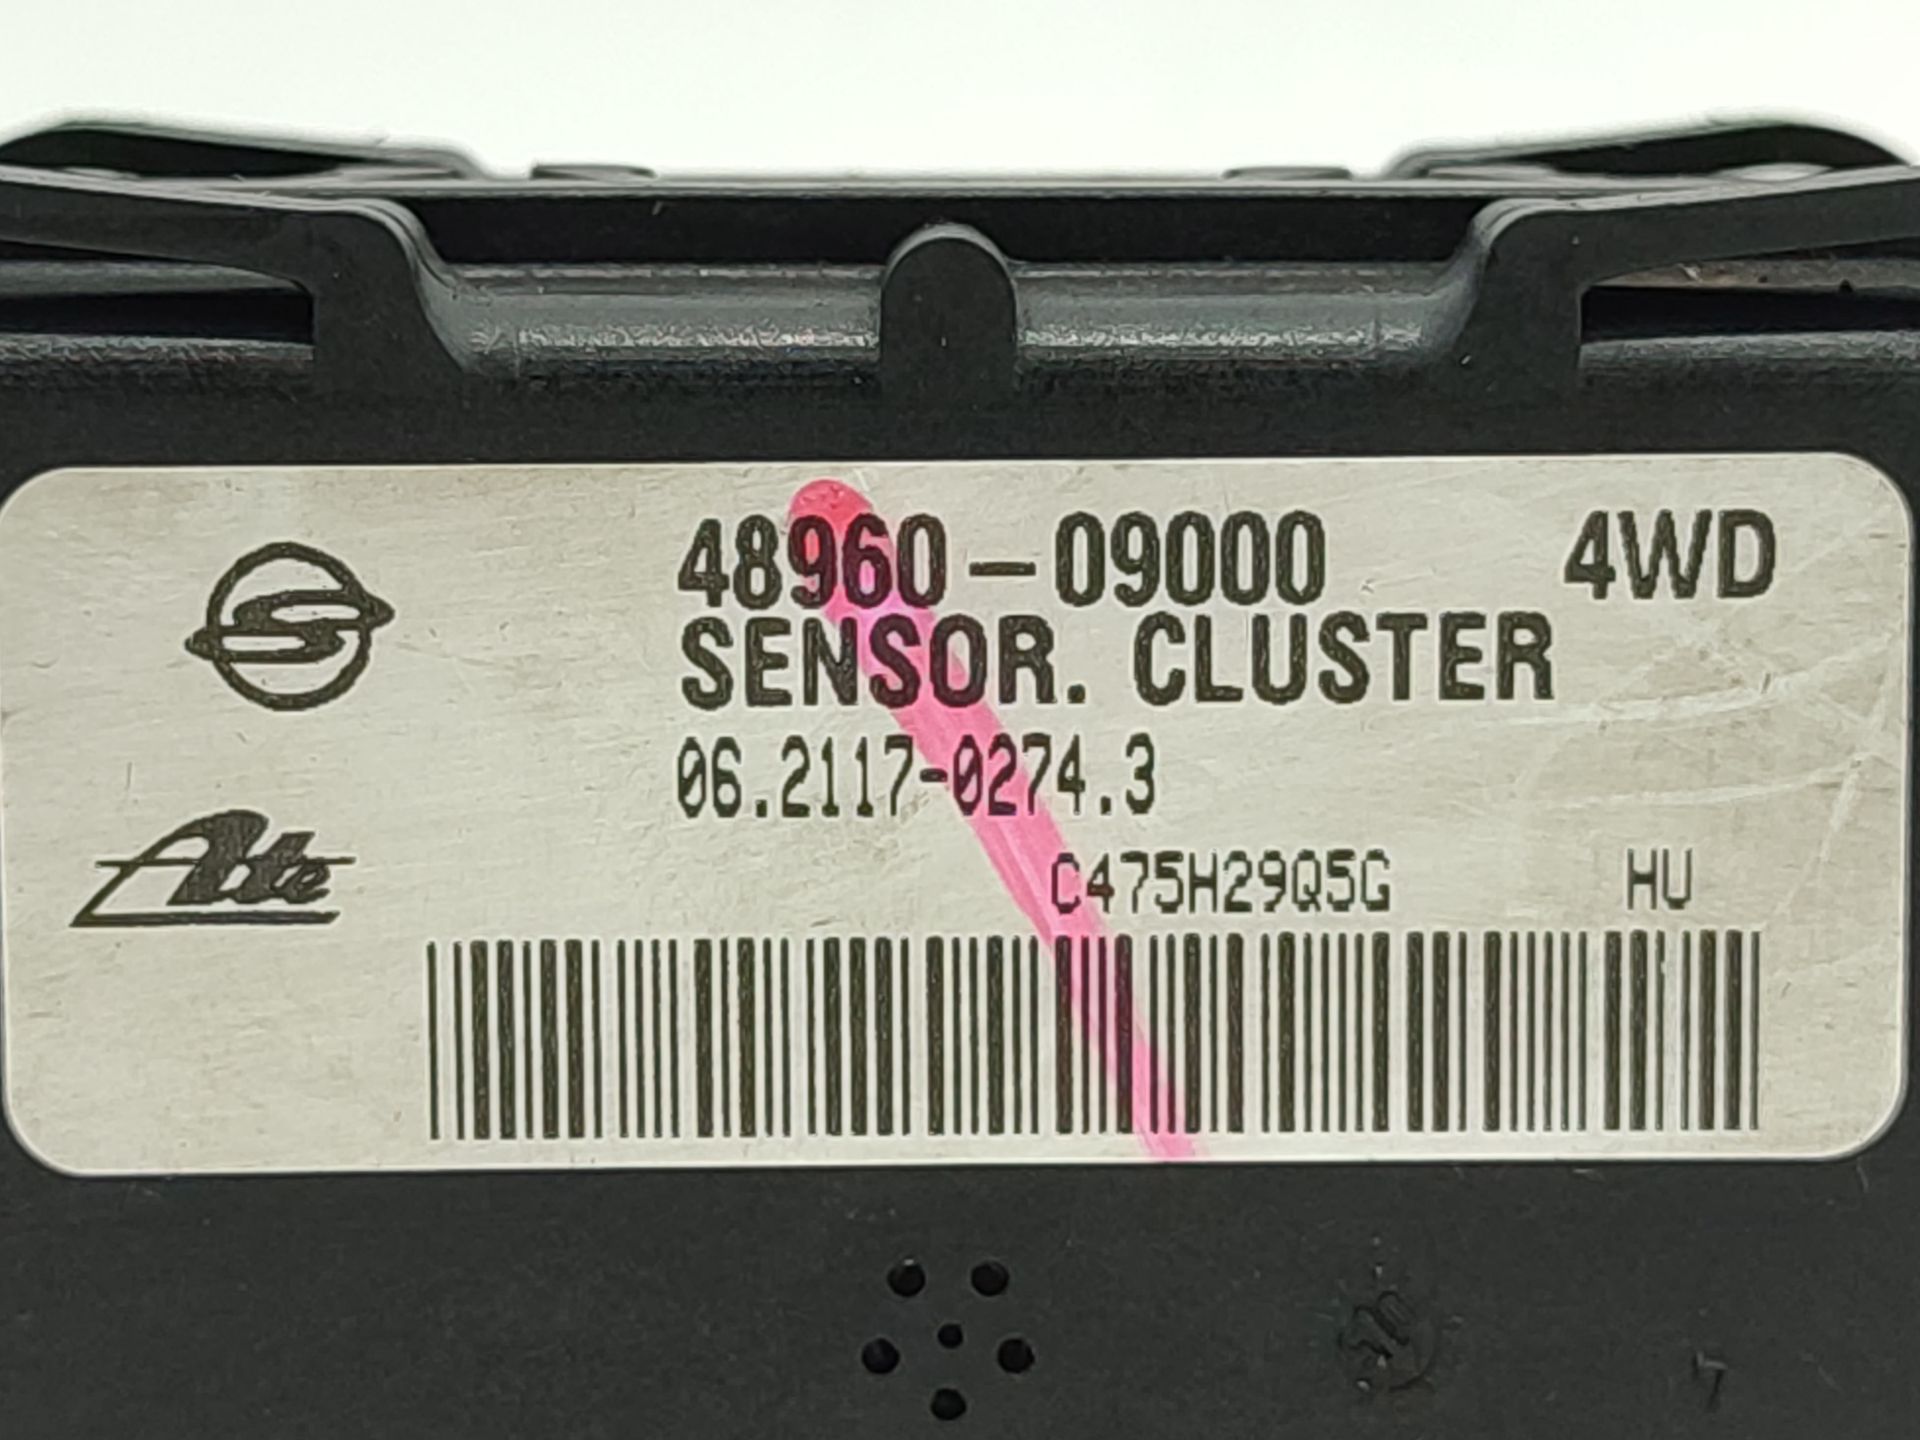 48960-09000 4WD
SENSOR. CLUSTER
06.2117-0274.3
Ate
C475H29Q5G HU